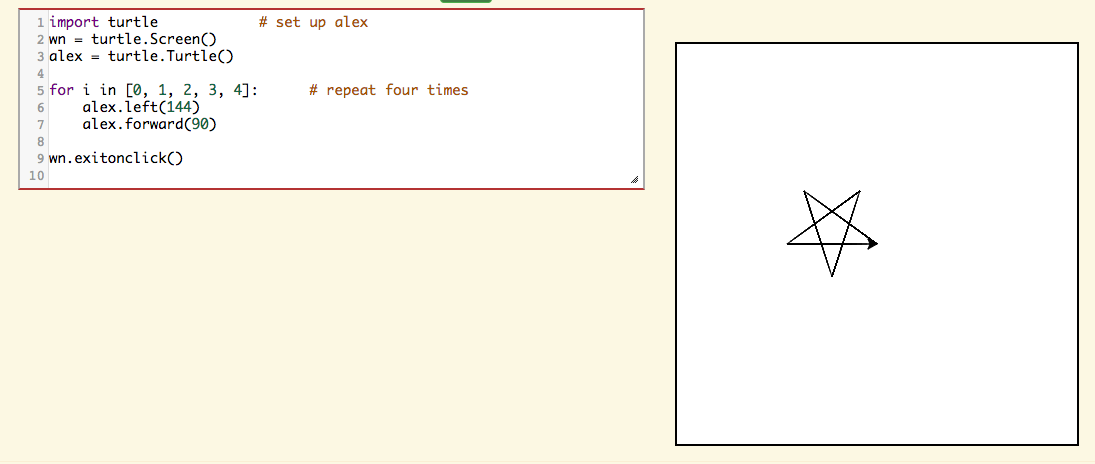 1 import turtle            # set up alex
2 wn = turtle.Screen()
3 alex = turtle.Turtle()
4
5 for i in [0, 1, 2, 3, 4]:      # repeat four times
6     alex.left(144)
7     alex.forward(90)
8
9 wn.exitonclick()
10